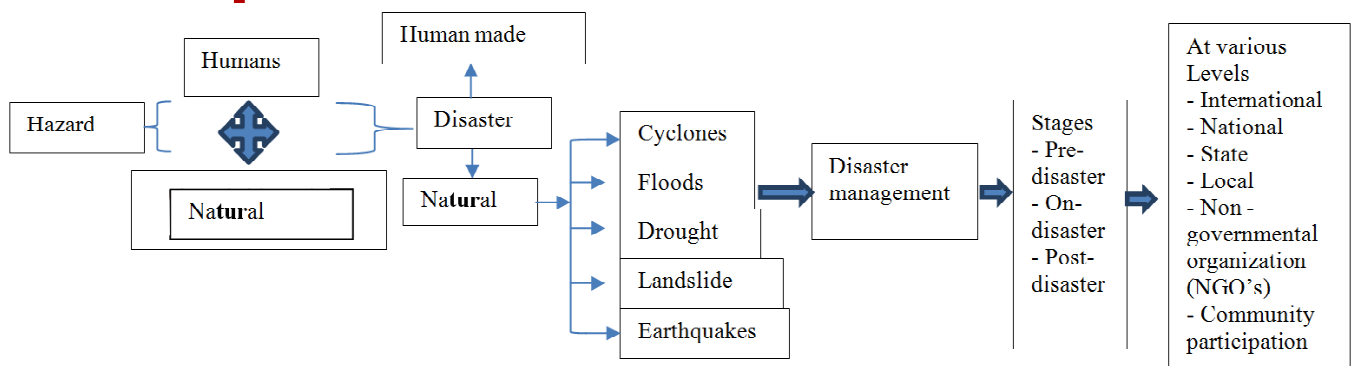 Hazard
Humans
Natural
Human made
Disaster
Natural
Cyclones
Floods
Drought
Landslide
Earthquakes
Disaster
management
Stages
- Pre-
disaster
- On-
disaster
- Post-
disaster
At various
Levels
- International
- National
- State
- Local
- Non -
governmental
organization
(NGO’s)
- Community
participation